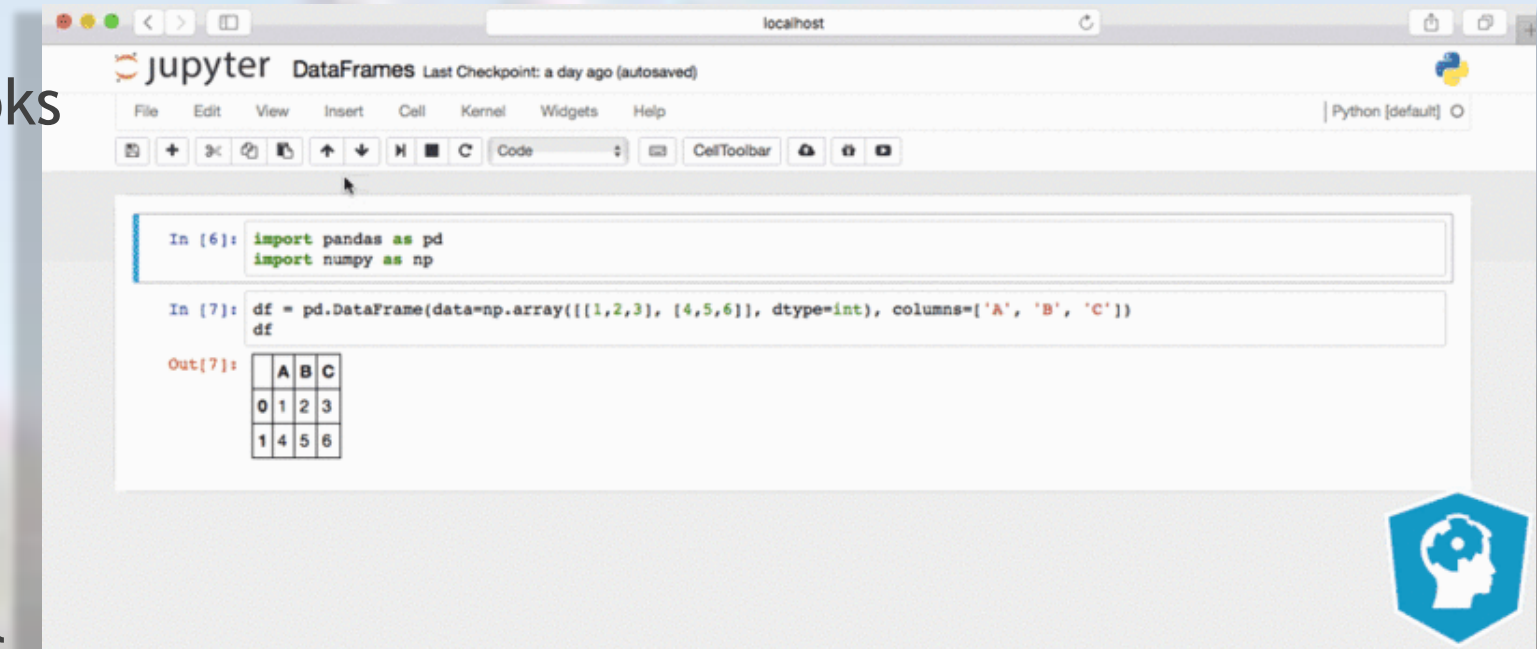 localhost
oks
jupyter DataFrames Last Checkpoint: a day ago (autosaved)
File Edit View Insert Cell Kernel Widgets Help Python [default]
Code CellToolbar
In [6]: import pandas as pd
import numpy as np
In [7]: df = pd.DataFrame(data=np.array([[1,2,3], [4,5,6]], dtype=int), columns=['A', 'B', 'C'])
df
Out[7]:
A B C
0 1 2 3
1 4 5 6